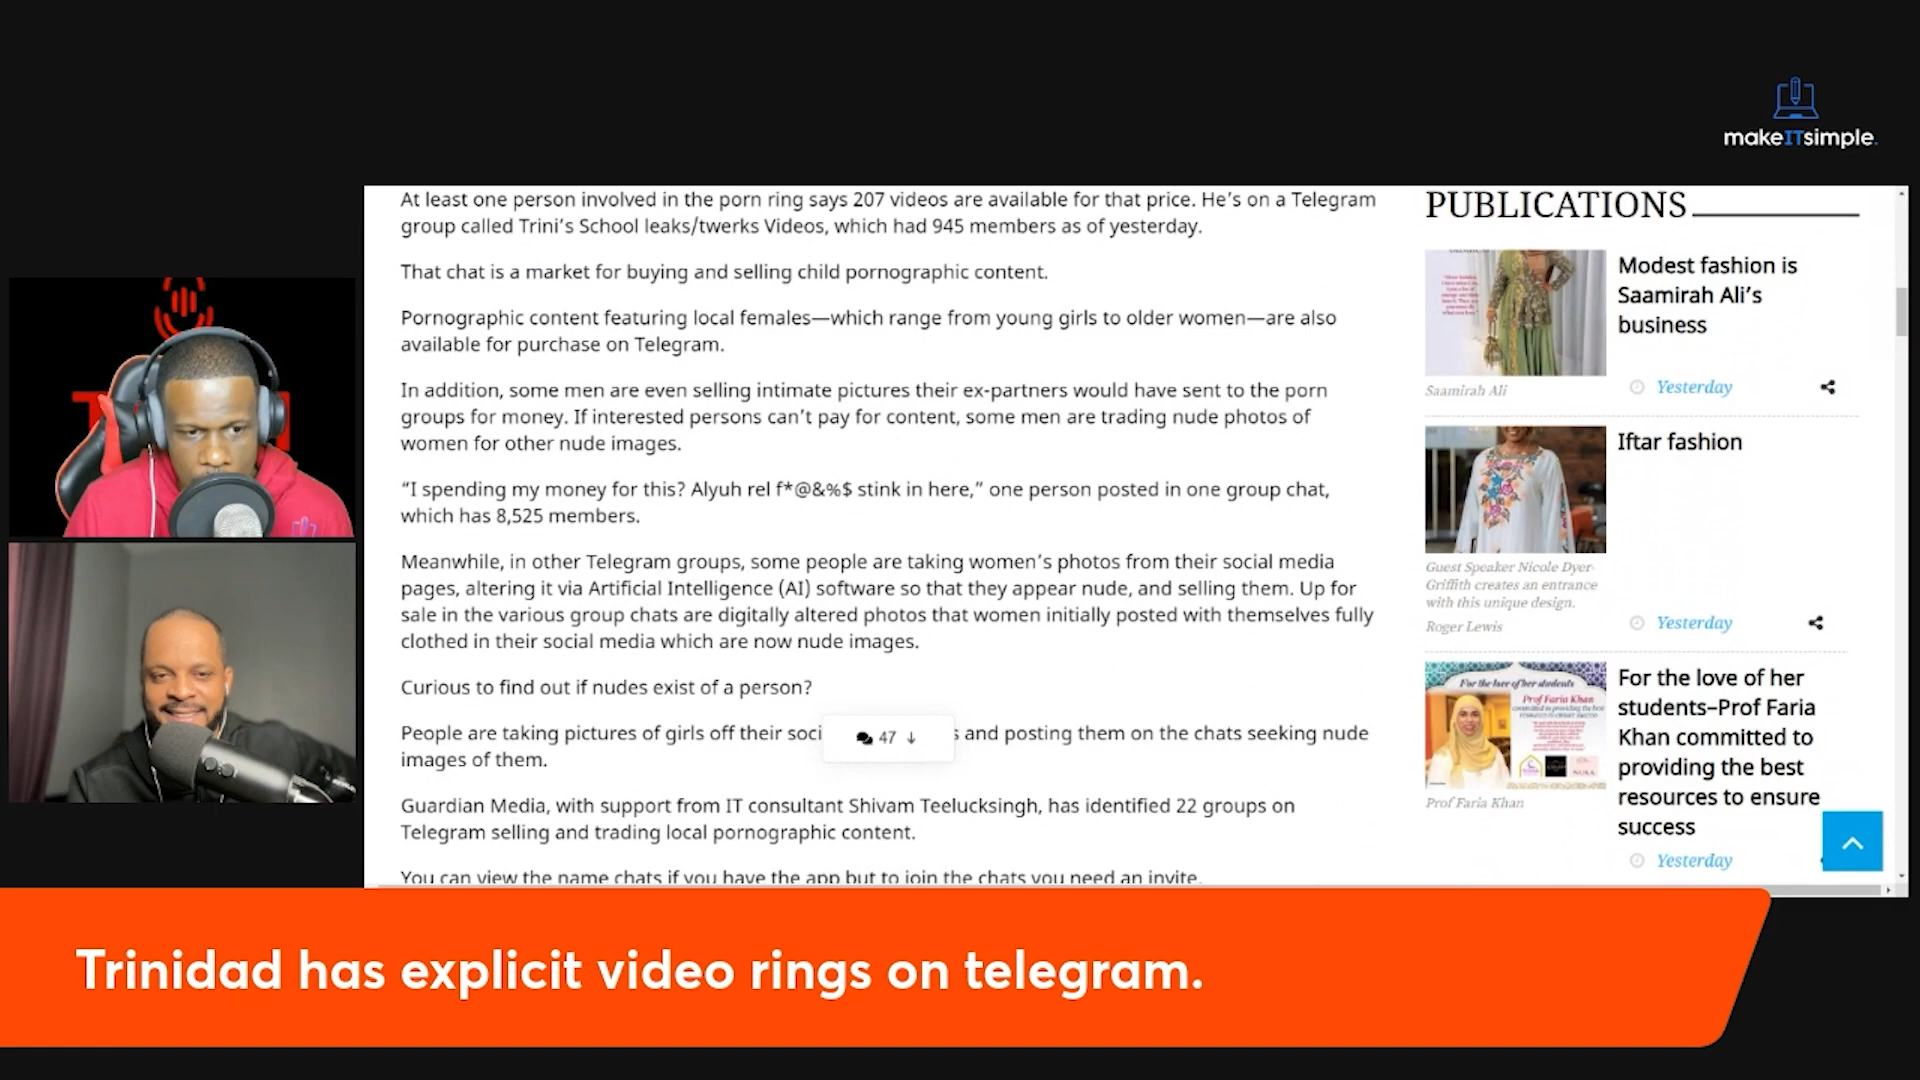 makeITsimple.
At least one person involved in the porn ring says 207 videos are available for that price. He's on a Telegram
group called Trini's School leaks/twerks Videos, which had 945 members as of yesterday.
That chat is a market for buying and selling child pornographic content.
Pornographic content featuring local females—which range from young girls to older women—are also
available for purchase on Telegram.
In addition, some men are even selling intimate pictures their ex-partners would have sent to the porn
groups for money. If interested persons can't pay for content, some men are trading nude photos of
women for other nude images.
“I spending my money for this? Alyuh rel f*@&%$ stink in here,” one person posted in one group chat,
which has 8,525 members.
Meanwhile, in other Telegram groups, some people are taking women's photos from their social media
pages, altering it via Artificial Intelligence (AI) software so that they appear nude, and selling them. Up for
sale in the various group chats are digitally altered photos that women initially posted with themselves fully
clothed in their social media which are now nude images.
Curious to find out if nudes exist of a person?
People are taking pictures of girls off their soci 47 ↓ s and posting them on the chats seeking nude
images of them.
Guardian Media, with support from IT consultant Shivam Teelucksingh, has identified 22 groups on
Telegram selling and trading local pornographic content.
You can view the name chats if you have the app but to join the chats you need an invite.
PUBLICATIONS
Modest fashion is
Saamirah Ali's
business
Saamirah Ali
Yesterday
Iftar fashion
Guest Speaker Nicole Dyer-
Griffith creates an entrance
with this unique design.
Roger Lewis
Yesterday
For the love of her students
Prof Faria Khan
For the love of her
students–Prof Faria
Khan committed to
providing the best
resources to ensure
success
Prof Faria Khan
Yesterday
Trinidad has explicit video rings on telegram.